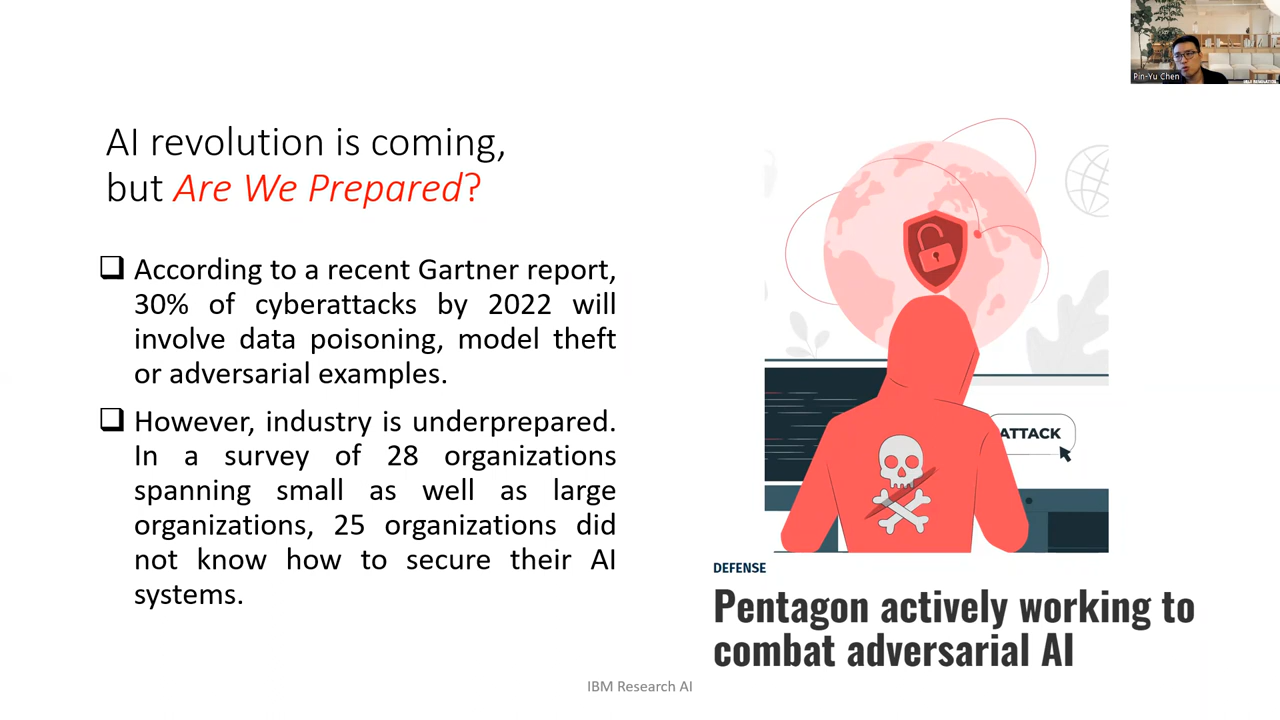 Pin-Yu Chen
AI revolution is coming,
but Are We Prepared?
❑ According to a recent Gartner report,
30% of cyberattacks by 2022 will
involve data poisoning, model theft
or adversarial examples.
❑ However, industry is underprepared.
In a survey of 28 organizations
spanning small as well as large
organizations, 25 organizations did
not know how to secure their AI
systems.
ATTACK
DEFENSE
Pentagon actively working to
combat adversarial AI
IBM Research AI